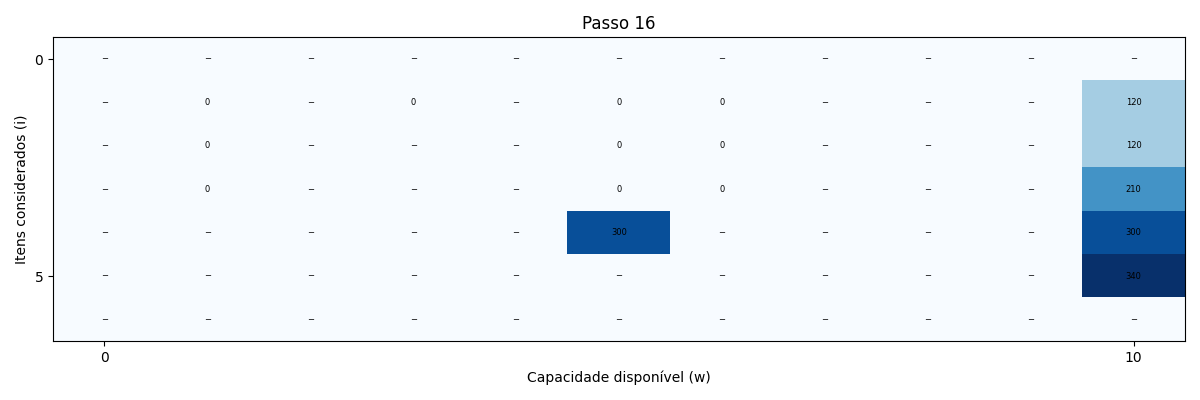 Passo 16
0 – – – – – – – – – – –
– 0 – 0 – 0 0 – – – 120
– 0 – – – 0 0 – – – 120
– 0 – – – 0 0 – – – 210
– – – – – 300 – – – – 300
5 – – – – – – – – – – 340
– – – – – – – – – – –
0 10
Itens considerados (i)
Capacidade disponível (w)